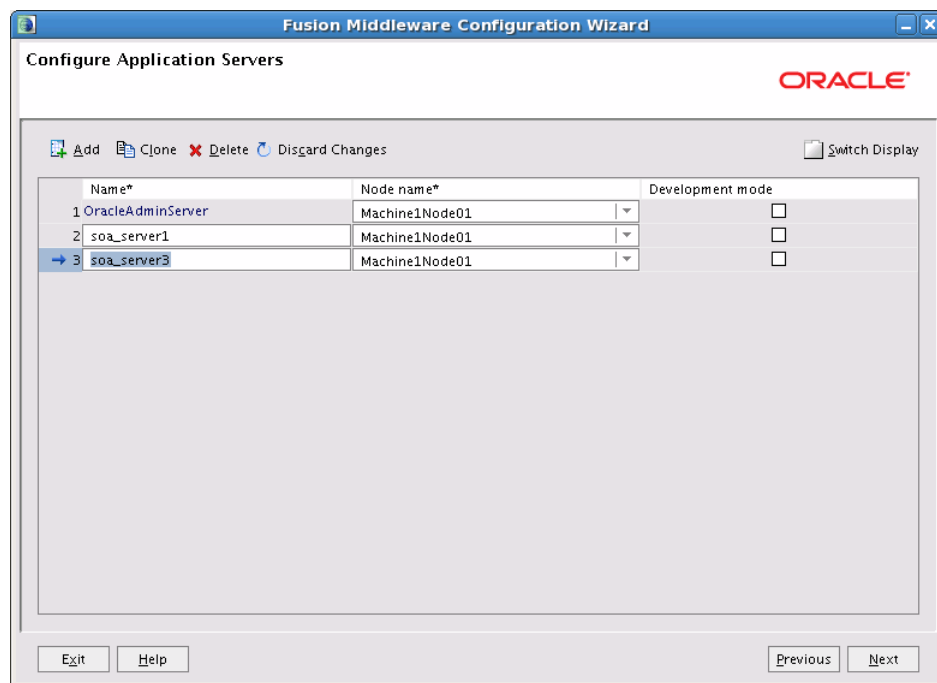 Fusion Middleware Configuration Wizard
Configure Application Servers
ORACLE
Add Clone Delete Discard Changes Switch Display
Name* Node name* Development mode
1 OracleAdminServer Machine1Node01
2 soa_server1 Machine1Node01
3 soa_server3 Machine1Node01
Exit Help Previous Next